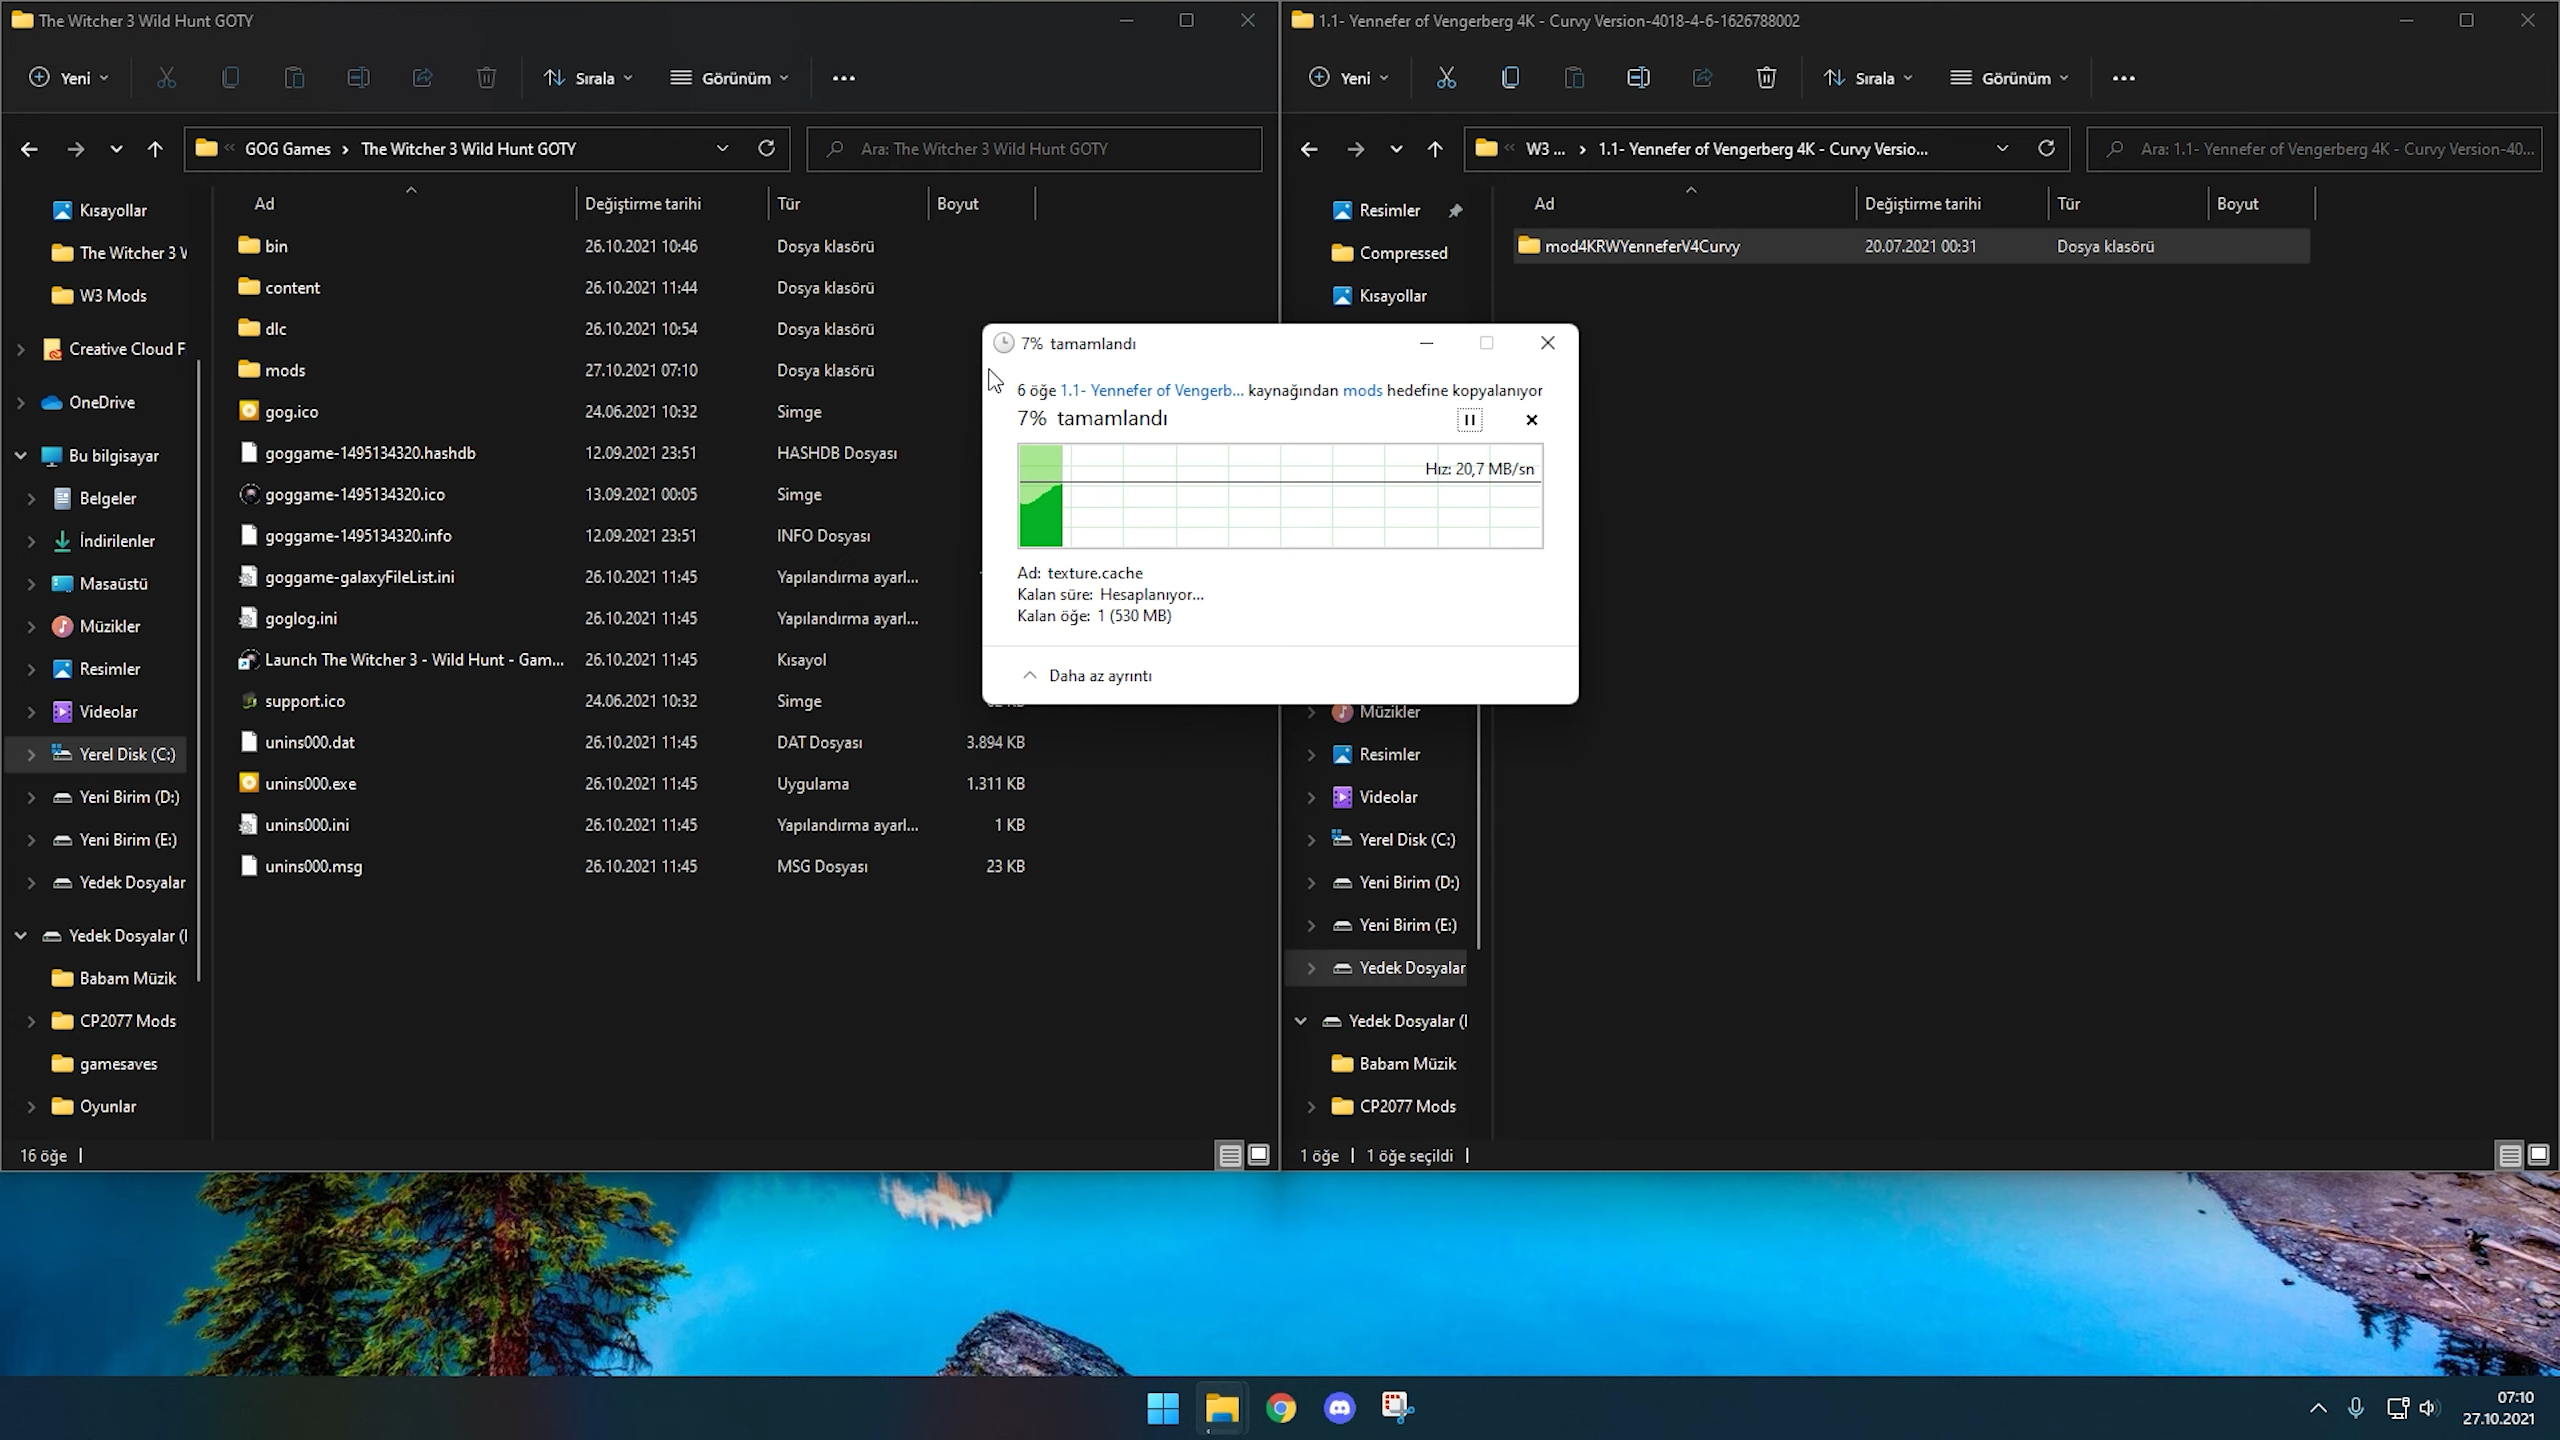 The Witcher 3 Wild Hunt GOTY
Yeni
Sırala
Görünüm
GOG Games > The Witcher 3 Wild Hunt GOTY
Ara: The Witcher 3 Wild Hunt GOTY
Kısayollar
The Witcher 3 W
W3 Mods
Creative Cloud F
OneDrive
Bu bilgisayar
Belgeler
İndirilenler
Masaüstü
Müzikler
Resimler
Videolar
Yerel Disk (C:)
Yeni Birim (D:)
Yeni Birim (E:)
Yedek Dosyalar
Yedek Dosyalar (
Babam Müzik
CP2077 Mods
gamesaves
Oyunlar
Ad Değiştirme tarihi Tür Boyut
bin 26.10.2021 10:46 Dosya klasörü
content 26.10.2021 11:44 Dosya klasörü
dlc 26.10.2021 10:54 Dosya klasörü
mods 27.10.2021 07:10 Dosya klasörü
gog.ico 24.06.2021 10:32 Simge
goggame-1495134320.hashdb 12.09.2021 23:51 HASHDB Dosyası
goggame-1495134320.ico 13.09.2021 00:05 Simge
goggame-1495134320.info 12.09.2021 23:51 INFO Dosyası
goggame-galaxyFileList.ini 26.10.2021 11:45 Yapılandırma ayarl...
goglog.ini 26.10.2021 11:45 Yapılandırma ayarl...
Launch The Witcher 3 - Wild Hunt - Gam... 26.10.2021 11:45 Kısayol
support.ico 24.06.2021 10:32 Simge
unins000.dat 26.10.2021 11:45 DAT Dosyası 3.894 KB
unins000.exe 26.10.2021 11:45 Uygulama 1.311 KB
unins000.ini 26.10.2021 11:45 Yapılandırma ayarl... 1 KB
unins000.msg 26.10.2021 11:45 MSG Dosyası 23 KB
16 öğe
1.1- Yennefer of Vengerberg 4K - Curvy Version-4018-4-6-1626788002
Yeni
Sırala
Görünüm
W3 ... > 1.1- Yennefer of Vengerberg 4K - Curvy Versio...
Ara: 1.1- Yennefer of Vengerberg 4K - Curvy Version-40...
Resimler
Compressed
Kısayollar
Müzikler
Resimler
Videolar
Yerel Disk (C:)
Yeni Birim (D:)
Yeni Birim (E:)
Yedek Dosyalar
Yedek Dosyalar (
Babam Müzik
CP2077 Mods
Ad Değiştirme tarihi Tür Boyut
mod4KRWYenneferV4Curvy 20.07.2021 00:31 Dosya klasörü
1 öğe 1 öğe seçildi
7% tamamlandı
6 öğe 1.1- Yennefer of Vengerb... kaynağından mods hedefine kopyalanıyor
7% tamamlandı
Hız: 20,7 MB/sn
Ad: texture.cache
Kalan süre: Hesaplanıyor...
Kalan öğe: 1 (530 MB)
Daha az ayrıntı
07:10
27.10.2021